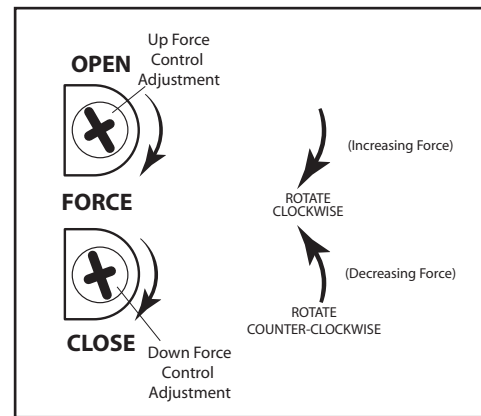 Up Force
Control
Adjustment
OPEN
FORCE
CLOSE
Down Force
Control
Adjustment
(Increasing Force)
ROTATE
CLOCKWISE
(Decreasing Force)
ROTATE
COUNTER-CLOCKWISE